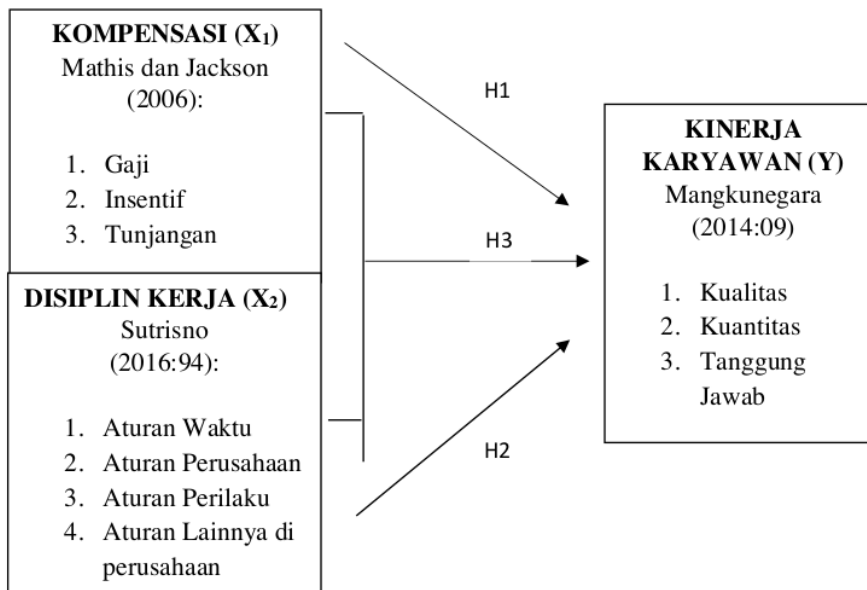 KOMPENSASI (X₁)
Mathis dan Jackson
(2006):
1. Gaji
2. Insentif
3. Tunjangan
DISIPLIN KERJA (X₂)
Sutrisno
(2016:94):
1. Aturan Waktu
2. Aturan Perusahaan
3. Aturan Perilaku
4. Aturan Lainnya di
perusahaan
H1
H3
H2
KINERJA
KARYAWAN (Y)
Mangkunegara
(2014:09)
1. Kualitas
2. Kuantitas
3. Tanggung
Jawab